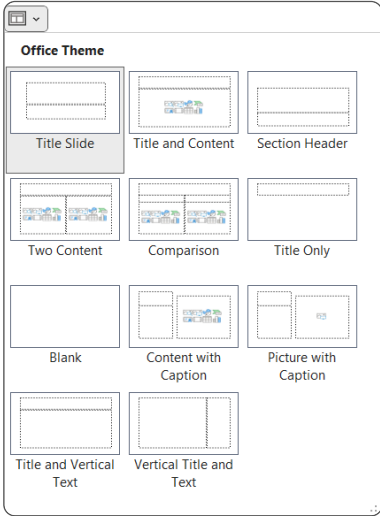 Office Theme
Title Slide
Title and Content
Section Header
Two Content
Comparison
Title Only
Blank
Content with
Caption
Picture with
Caption
Title and Vertical
Text
Vertical Title and
Text